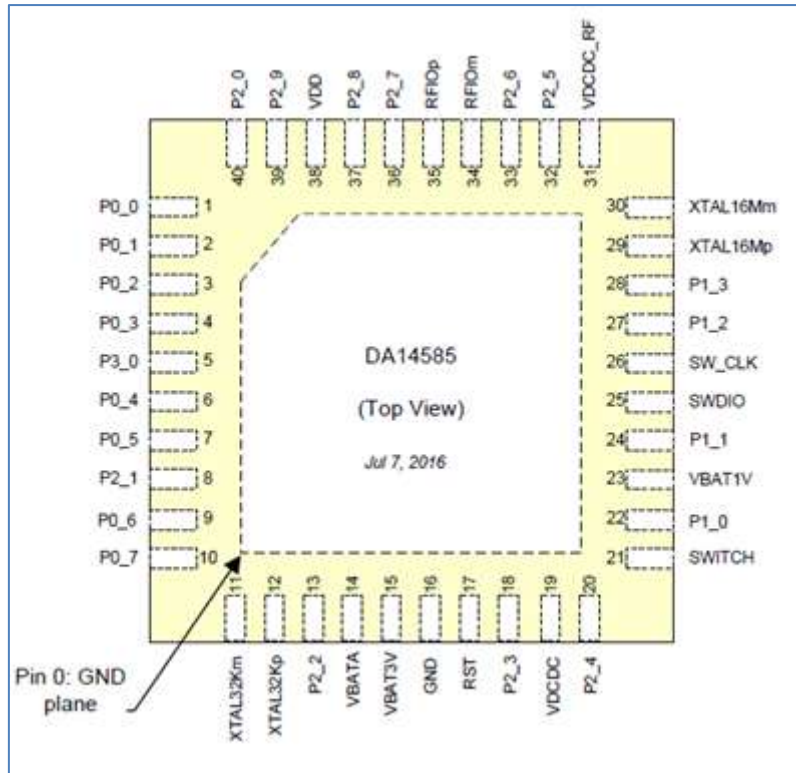 P2_0
P2_9
VDD
P2_8
P2_7
RFIOp
RFIOm
P2_6
P2_5
VDCDC_RF
40
39
38
37
36
35
34
33
32
31
P0_0 1
P0_1 2
P0_2 3
P0_3 4
P3_0 5
P0_4 6
P0_5 7
P2_1 8
P0_6 9
P0_7 10
DA14585
(Top View)
Jul 7, 2016
30 XTAL16Mm
29 XTAL16Mp
28 P1_3
27 P1_2
26 SW_CLK
25 SWDIO
24 P1_1
23 VBAT1V
22 P1_0
21 SWITCH
11
12
13
14
15
16
17
18
19
20
XTAL32Km
XTAL32Kp
P2_2
VBATA
VBAT3V
GND
RST
P2_3
VDCDC
P2_4
Pin 0: GND
plane